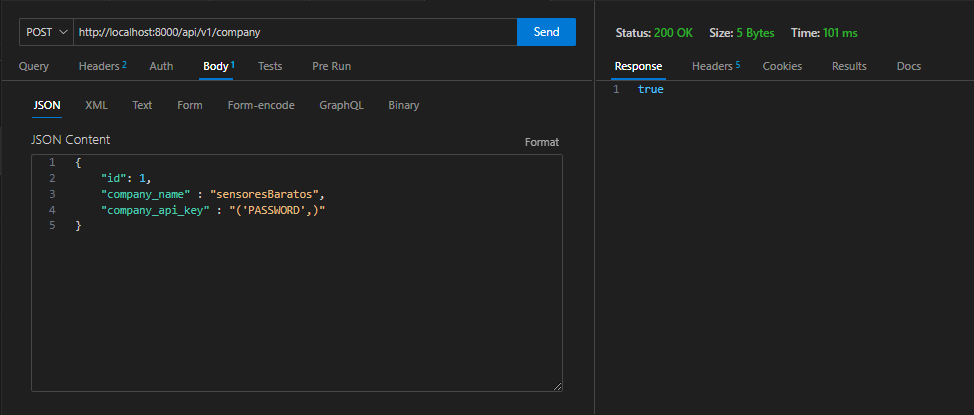 POST http://localhost:8000/api/v1/company Send
Query Headers 2 Auth Body 1 Tests Pre Run
JSON XML Text Form Form-encode GraphQL Binary
JSON Content Format
1 {
2 "id": 1,
3 "company_name" : "sensoresBaratos",
4 "company_api_key" : "('PASSWORD',)"
5 }
Status: 200 OK Size: 5 Bytes Time: 101 ms
Response Headers 5 Cookies Results Docs
1 true